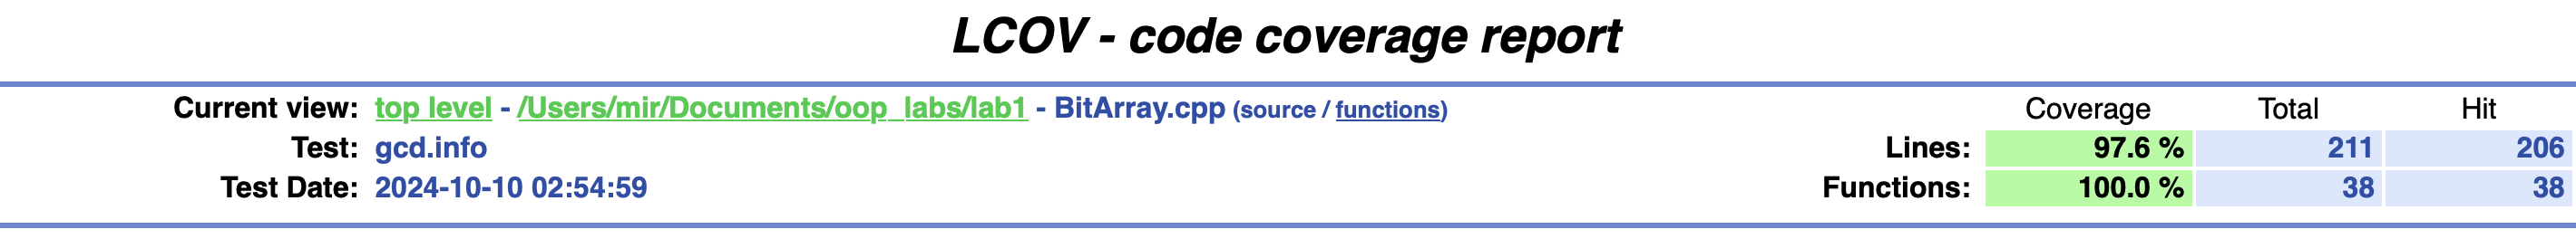 LCOV - code coverage report
Current view: top level - /Users/mir/Documents/oop_labs/lab1 - BitArray.cpp (source / functions) Coverage Total Hit
Test: gcd.info Lines: 97.6 % 211 206
Test Date: 2024-10-10 02:54:59 Functions: 100.0 % 38 38